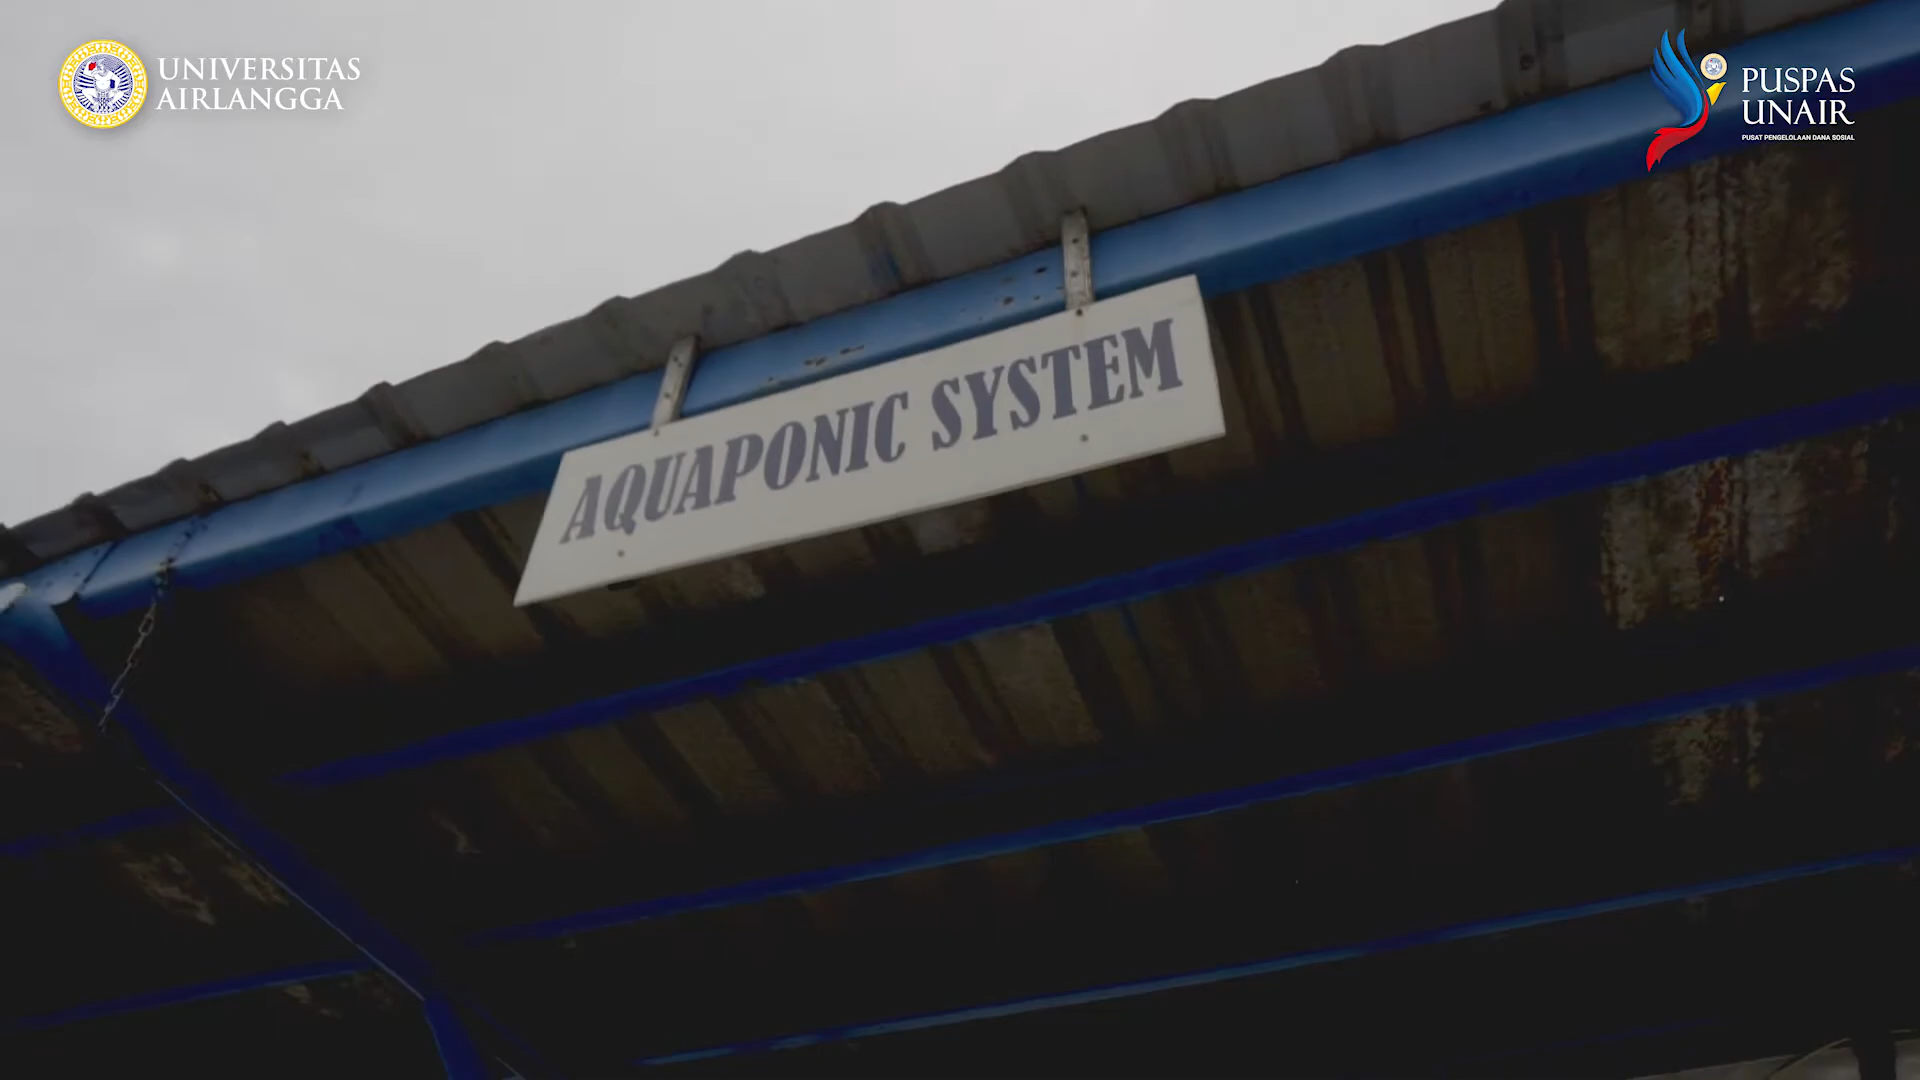 UNIVERSITAS
AIRLANGGA
PUSPAS
UNAIR
PUSAT PENGELOLAAN DANA SOSIAL
AQUAPONIC SYSTEM